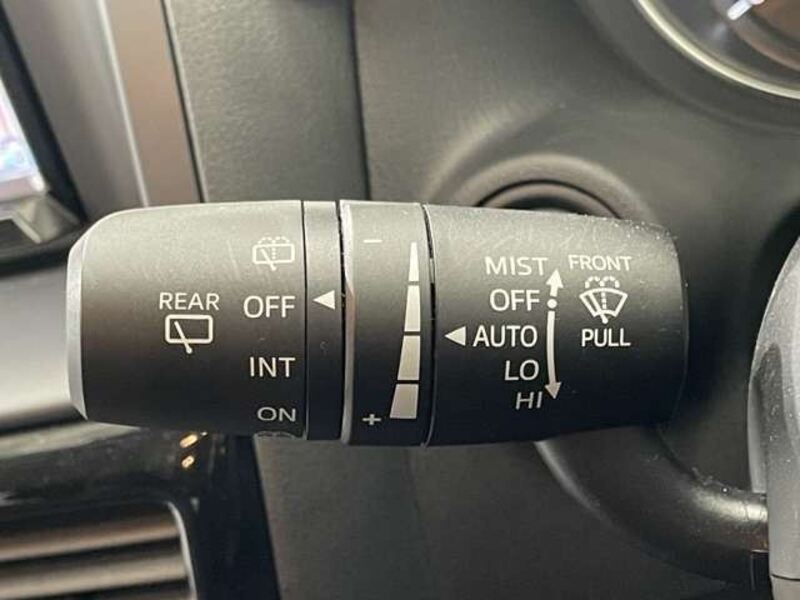 REAR
OFF
INT
ON
−
+
MIST
OFF
AUTO
LO
HI
FRONT
PULL